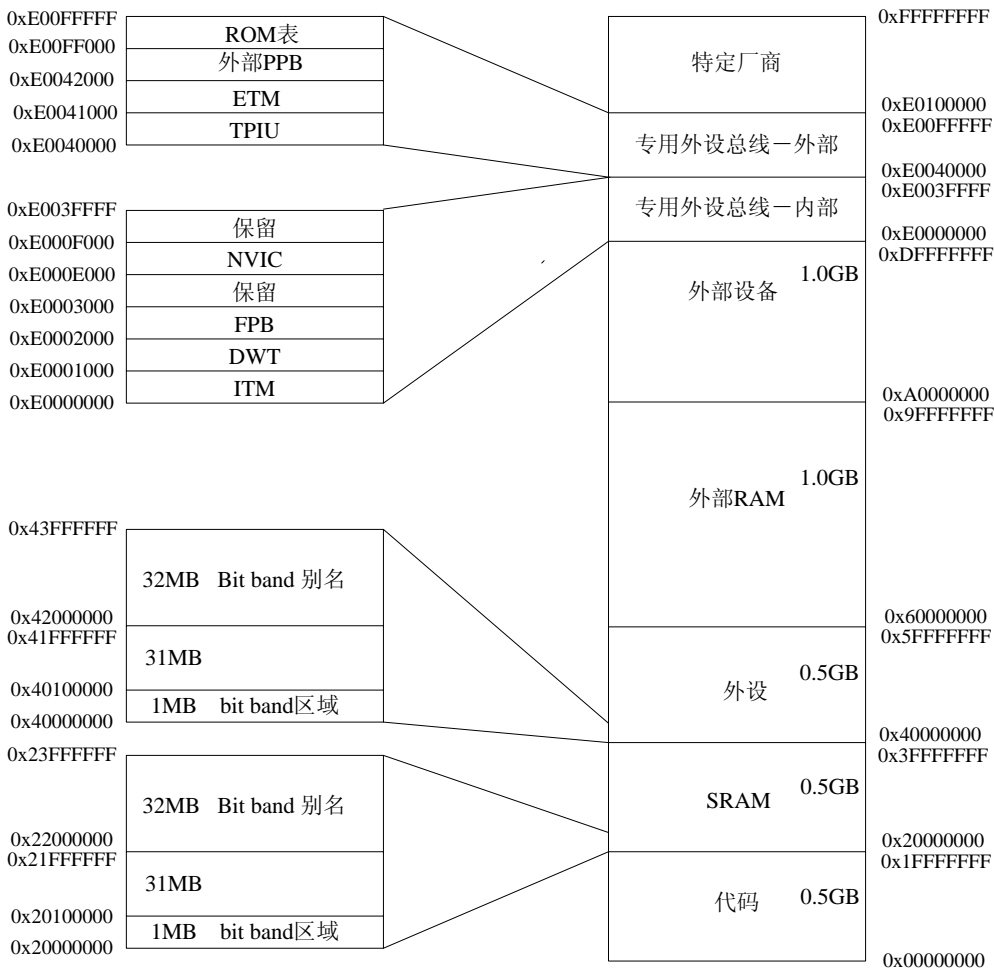 0xE00FFFFF
ROM表
0xE00FF000
外部PPB
0xE0042000
ETM
0xE0041000
TPIU
0xE0040000
0xE003FFFF
保留
0xE000F000
NVIC
0xE000E000
保留
0xE0003000
FPB
0xE0002000
DWT
0xE0001000
ITM
0xE0000000
0x43FFFFFF
32MB Bit band 别名
0x42000000
0x41FFFFFF
31MB
0x40100000
1MB bit band区域
0x40000000
0x23FFFFFF
32MB Bit band 别名
0x22000000
0x21FFFFFF
31MB
0x20100000
1MB bit band区域
0x20000000
0xFFFFFFFF
特定厂商
0xE0100000
0xE00FFFFF
专用外设总线－外部
0xE0040000
0xE003FFFF
专用外设总线－内部
0xE0000000
0xDFFFFFFF
1.0GB
外部设备
0xA0000000
0x9FFFFFFF
1.0GB
外部RAM
0x60000000
0x5FFFFFFF
0.5GB
外设
0x40000000
0x3FFFFFFF
0.5GB
SRAM
0x20000000
0x1FFFFFFF
0.5GB
代码
0x00000000